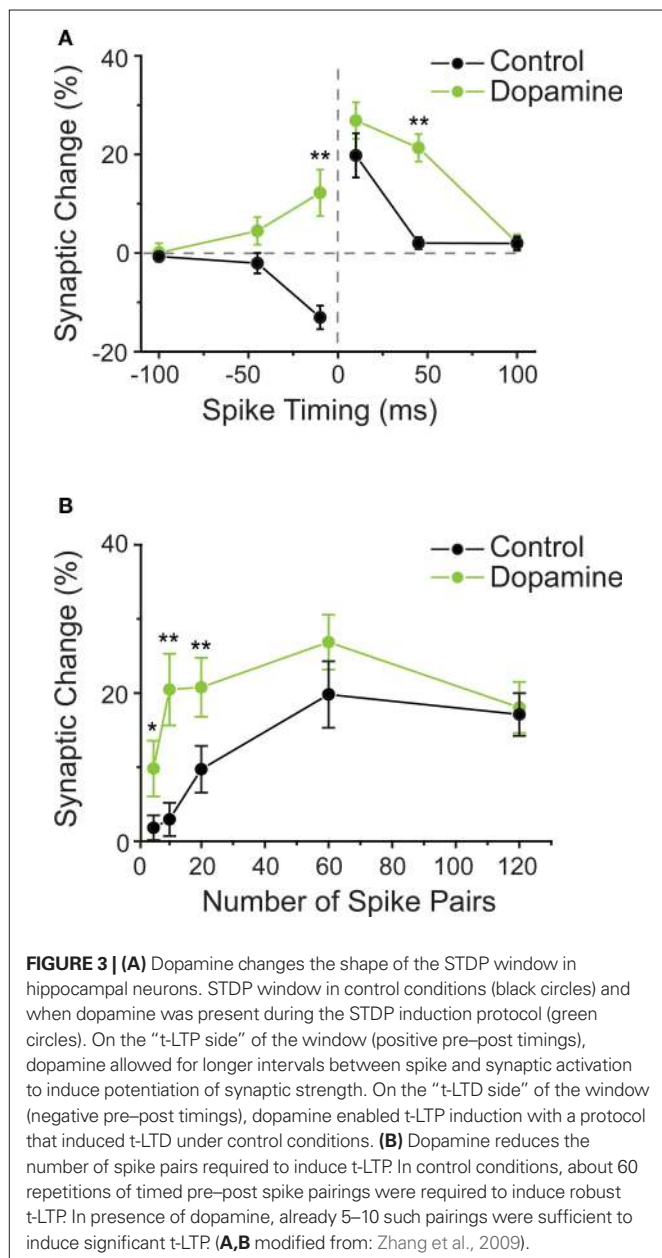 A
40
Control
Dopamine
Synaptic Change (%)
**
**
20
0
-20
-100 -50 0 50 100
Spike Timing (ms)
B
40
Control
Dopamine
Synaptic Change (%)
**
**
*
20
0
0 20 40 60 80 100 120
Number of Spike Pairs
FIGURE 3 | (A) Dopamine changes the shape of the STDP window in
hippocampal neurons. STDP window in control conditions (black circles) and
when dopamine was present during the STDP induction protocol (green
circles). On the “t-LTP side” of the window (positive pre–post timings),
dopamine allowed for longer intervals between spike and synaptic activation
to induce potentiation of synaptic strength. On the “t-LTD side” of the window
(negative pre–post timings), dopamine enabled t-LTP induction with a protocol
that induced t-LTD under control conditions. (B) Dopamine reduces the
number of spike pairs required to induce t-LTP. In control conditions, about 60
repetitions of timed pre–post spike pairings were required to induce robust
t-LTP. In presence of dopamine, already 5–10 such pairings were sufficient to
induce significant t-LTP. (A,B modified from: Zhang et al., 2009).